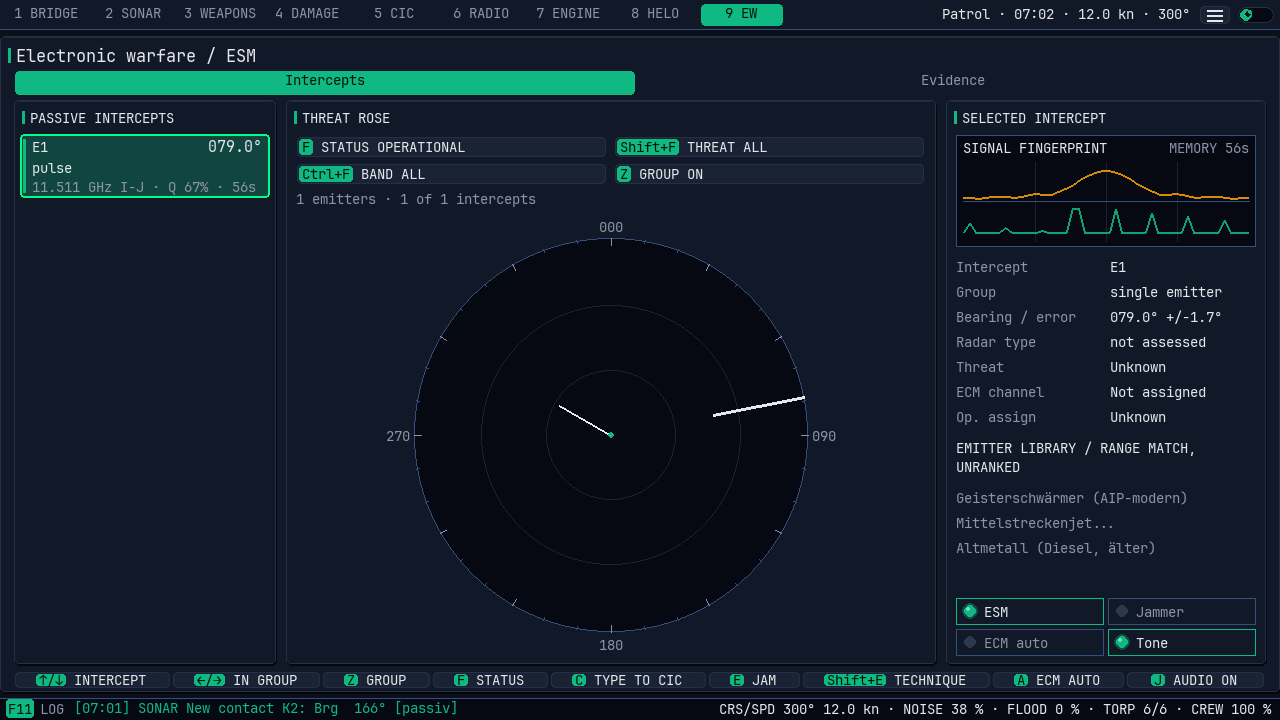 1 BRIDGE 2 SONAR 3 WEAPONS 4 DAMAGE 5 CIC 6 RADIO 7 ENGINE 8 HELO 9 EW Patrol · 07:02 · 12.0 kn · 300°
Electronic warfare / ESM
Intercepts Evidence
PASSIVE INTERCEPTS
E1 079.0°
pulse
11.511 GHz I-J · Q 67% · 56s
THREAT ROSE
F STATUS OPERATIONAL Shift+F THREAT ALL
Ctrl+F BAND ALL Z GROUP ON
1 emitters · 1 of 1 intercepts
000
270 090
180
SELECTED INTERCEPT
SIGNAL FINGERPRINT MEMORY 56s
Intercept E1
Group single emitter
Bearing / error 079.0° +/-1.7°
Radar type not assessed
Threat Unknown
ECM channel Not assigned
Op. assign Unknown
EMITTER LIBRARY / RANGE MATCH,
UNRANKED
Geisterschwärmer (AIP-modern)
Mittelstreckenjet...
Altmetall (Diesel, älter)
ESM Jammer
ECM auto Tone
↑/↓ INTERCEPT ←/→ IN GROUP Z GROUP F STATUS C TYPE TO CIC E JAM Shift+E TECHNIQUE A ECM AUTO J AUDIO ON
F11 LOG [07:01] SONAR New contact K2: Brg 166° [passiv] CRS/SPD 300° 12.0 kn · NOISE 38 % · FLOOD 0 % · TORP 6/6 · CREW 100 %